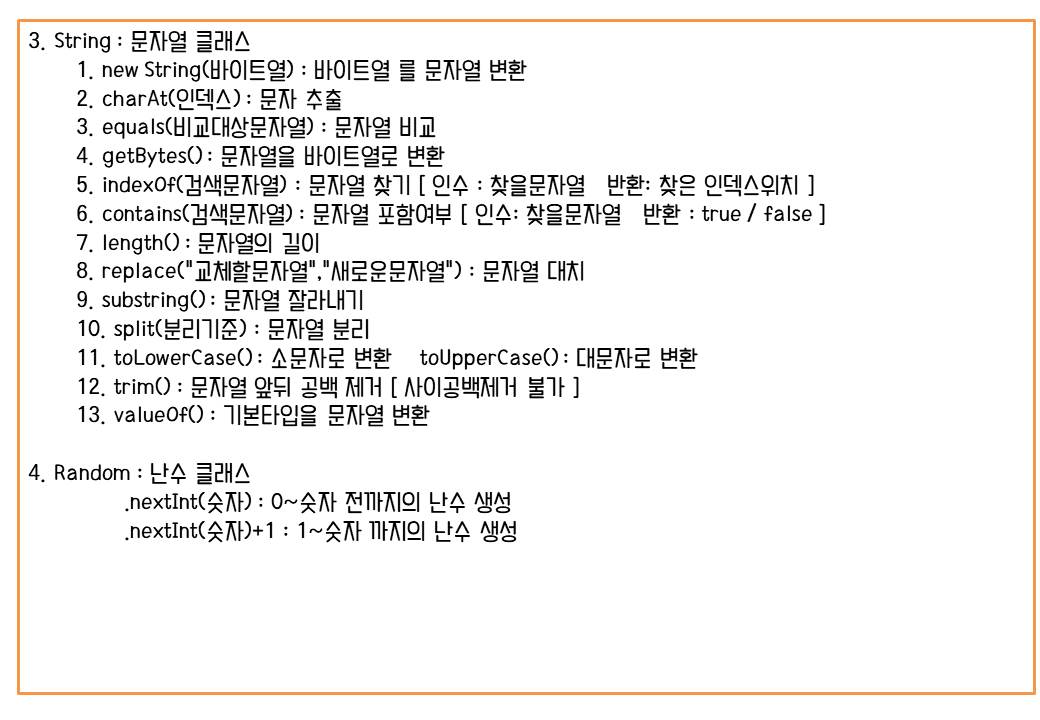 3. String : 문자열 클래스
1. new String(바이트열) : 바이트열 를 문자열 변환
2. charAt(인덱스) : 문자 추출
3. equals(비교대상문자열) : 문자열 비교
4. getBytes() : 문자열을 바이트열로 변환
5. indexOf(검색문자열) : 문자열 찾기 [ 인수 : 찾을문자열 반환: 찾은 인덱스위치 ]
6. contains(검색문자열) : 문자열 포함여부 [ 인수: 찾을문자열 반환 : true / false ]
7. length() : 문자열의 길이
8. replace("교체할문자열","새로운문자열") : 문자열 대치
9. substring() : 문자열 잘라내기
10. split(분리기준) : 문자열 분리
11. toLowerCase() : 소문자로 변환 toUpperCase() : 대문자로 변환
12. trim() : 문자열 앞뒤 공백 제거 [ 사이공백제거 불가 ]
13. valueOf() : 기본타입을 문자열 변환
4. Random : 난수 클래스
.nextInt(숫자) : 0~숫자 전까지의 난수 생성
.nextInt(숫자)+1 : 1~숫자 까지의 난수 생성